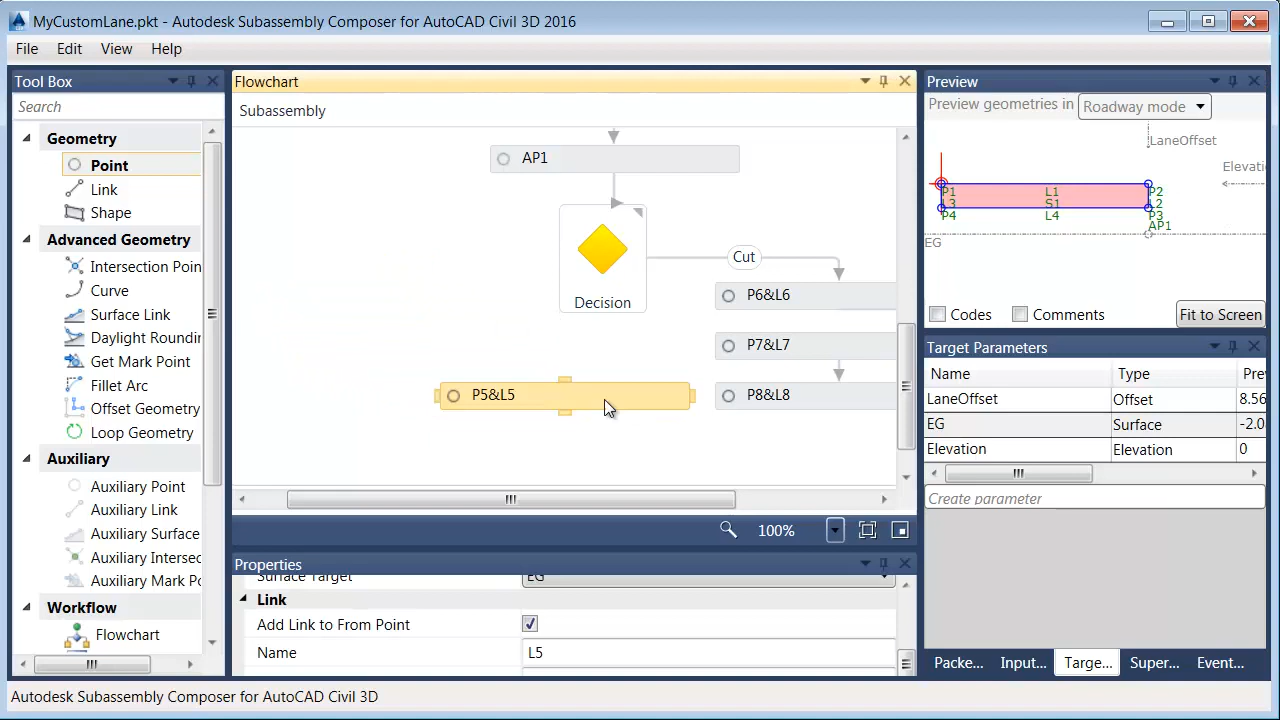 MyCustomLane.pkt - Autodesk Subassembly Composer for AutoCAD Civil 3D 2016
File Edit View Help
Tool Box
Search
Geometry
Point
Link
Shape
Advanced Geometry
Intersection Poin
Curve
Surface Link
Daylight Roundin
Get Mark Point
Fillet Arc
Offset Geometry
Loop Geometry
Auxiliary
Auxiliary Point
Auxiliary Link
Auxiliary Surface
Auxiliary Intersec
Auxiliary Mark Po
Workflow
Flowchart
Flowchart
Subassembly
AP1
Decision
Cut
P6&L6
P7&L7
P5&L5
P8&L8
100%
Properties
Surface Target EG
Link
Add Link to From Point
Name L5
Preview
Preview geometries in Roadway mode
LaneOffset
Elevatio
P1 L1 P2
L3 S1 L2
P4 L4 P3
AP1
EG
Codes Comments Fit to Screen
Target Parameters
Name Type Pre
LaneOffset Offset 8.56
EG Surface -2.0
Elevation Elevation 0
Create parameter
Packe... Input... Targe... Super... Event...
Autodesk Subassembly Composer for AutoCAD Civil 3D